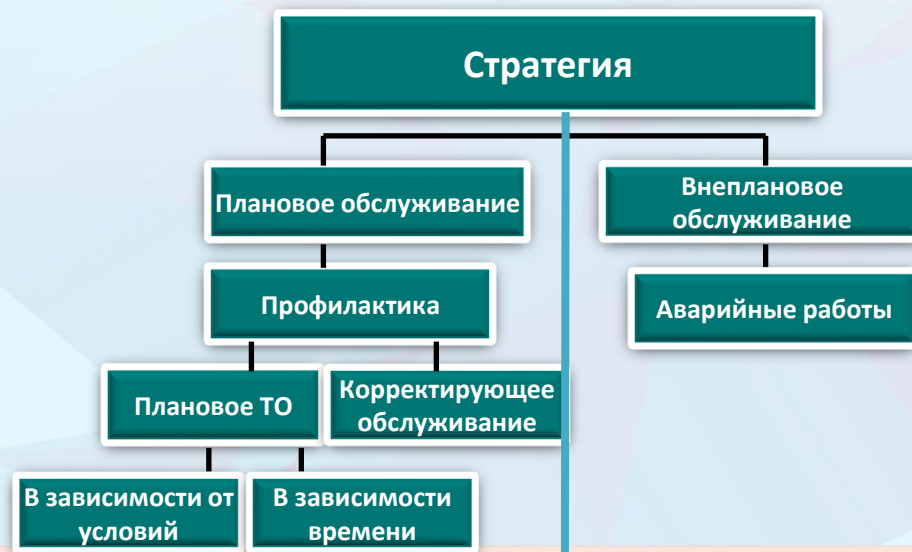 Стратегия
Плановое обслуживание
Внеплановое
обслуживание
Профилактика
Аварийные работы
Плановое ТО
Корректирующее
обслуживание
В зависимости от
условий
В зависимости
времени